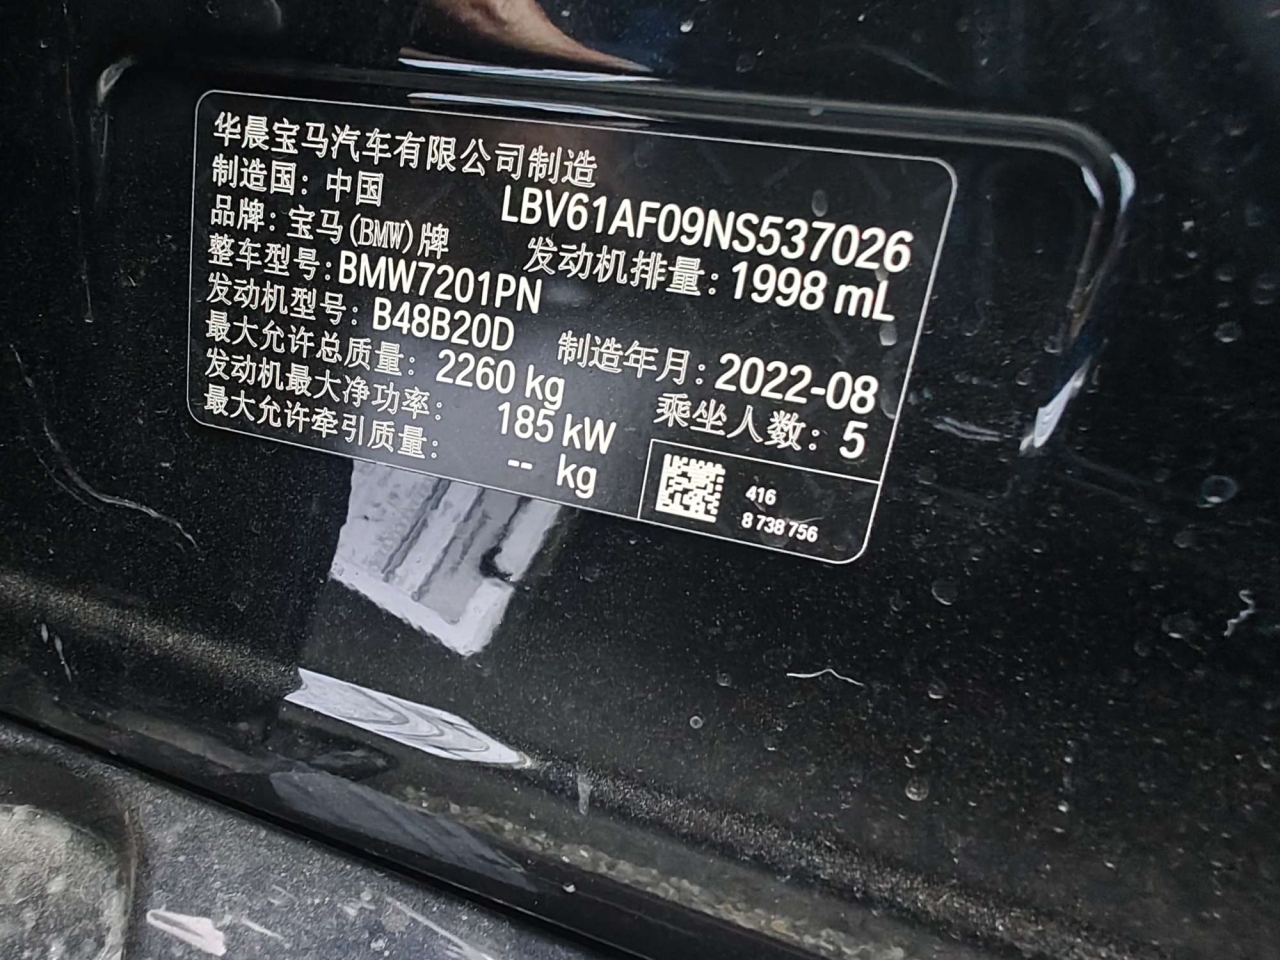 华晨宝马汽车有限公司制造
制造国: 中国
LBV61AF09NS537026
品牌: 宝马(BMW)牌
发动机排量: 1998 mL
整车型号: BMW7201PN
发动机型号: B48B20D
制造年月: 2022-08
最大允许总质量: 2260 kg
乘坐人数: 5
发动机最大净功率: 185 kW
最大允许牵引质量: -- kg
416
8 738 756